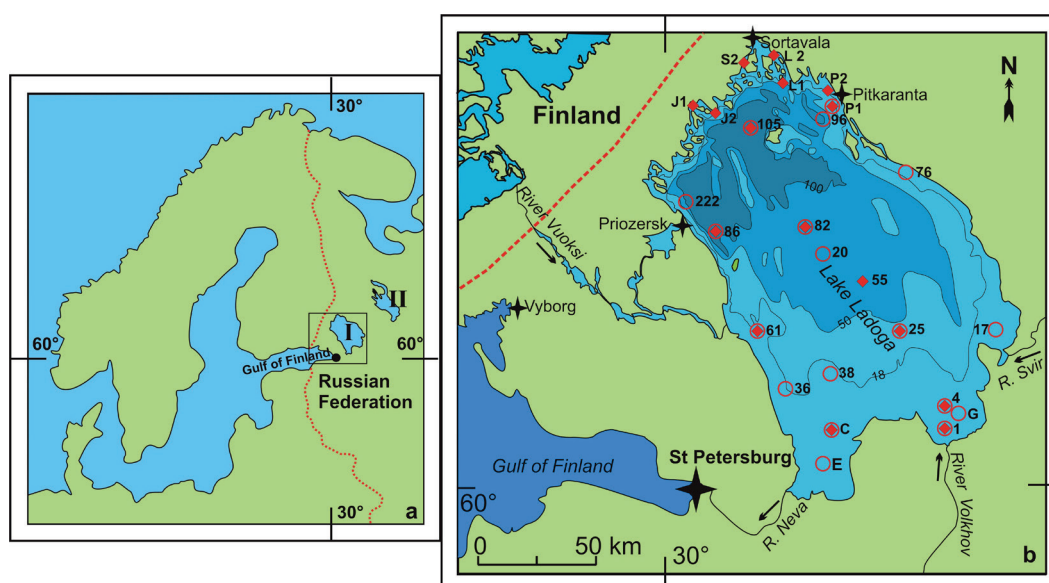 30°
II
I
60°
60°
Gulf of Finland
Russian
Federation
30°
a
Sortavala
S2
L 2
L1
P2
Pitkaranta
N
Finland
J1
J2
P1
105
96
76
100
222
River Vuoksi
Priozersk
86
82
20
Lake Ladoga
55
Vyborg
50
61
25
17
R. Svir
38
18
36
4
G
C
1
St Petersburg
Gulf of Finland
E
River Volkhov
60°
R. Neva
0
50 km
30°
b